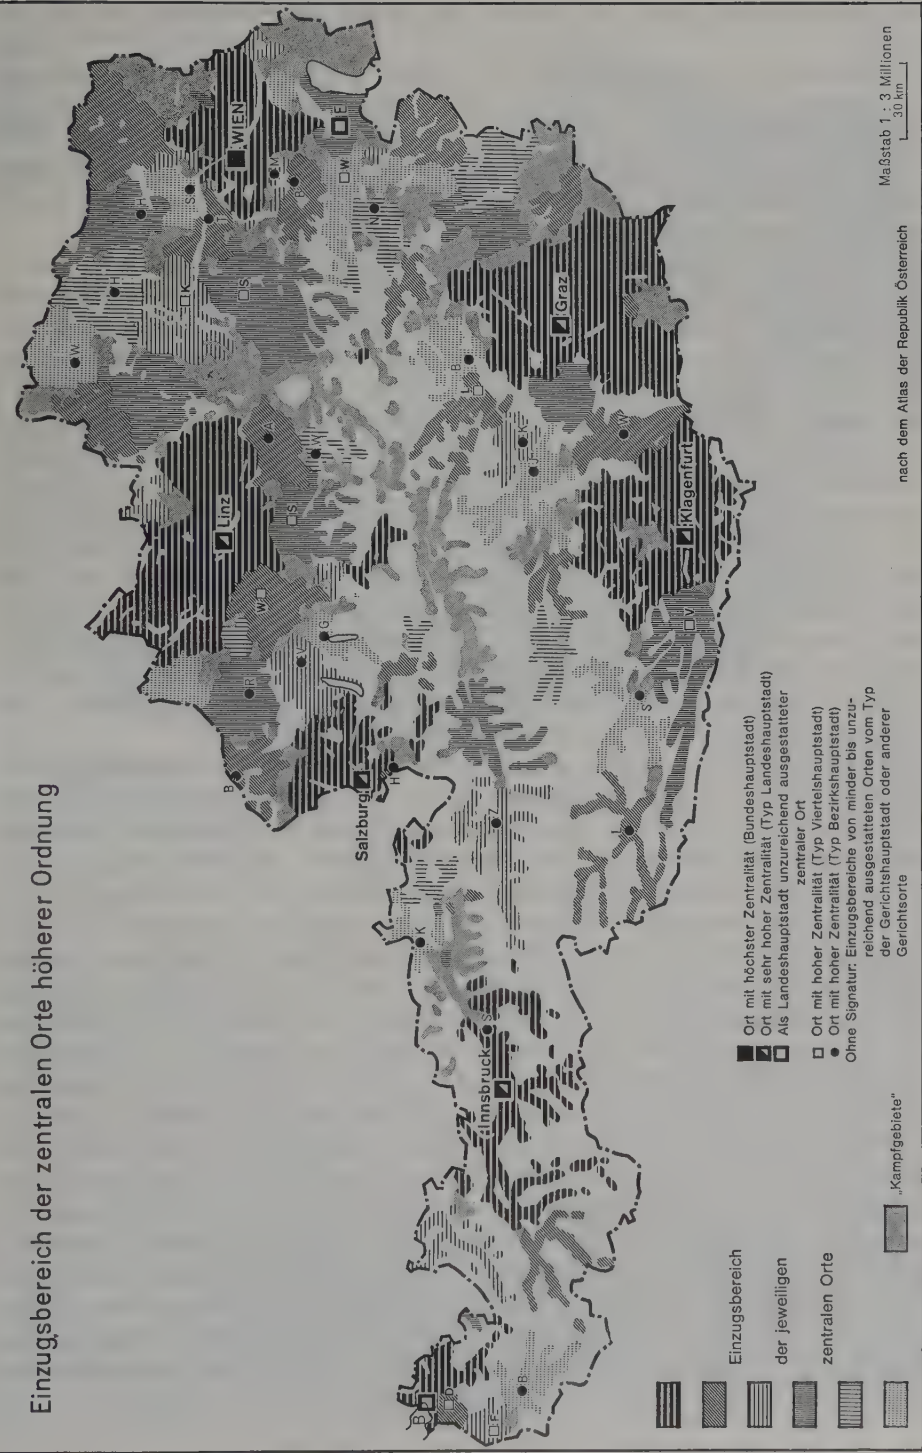 Einzugsbereich der zentralen Orte höherer Ordnung
WIEN
E
M
B
W
N
S
T
H
H
K
S
W
A
W
S
Linz
W
G
V
R
B
Salzburg
H
Graz
B
L
K
J
W
Klagenfurt
V
S
L
Z
K
S
Innsbruck
B
D
F
B
Einzugsbereich
der jeweiligen
zentralen Orte
„Kampfgebiete“
Ort mit höchster Zentralität (Bundeshauptstadt)
Ort mit sehr hoher Zentralität (Typ Landeshauptstadt)
Als Landeshauptstadt unzureichend ausgestatteter
zentraler Ort
Ort mit hoher Zentralität (Typ Viertelshauptstadt)
Ort mit hoher Zentralität (Typ Bezirkshauptstadt)
Ohne Signatur: Einzugsbereiche von minder bis unzu-
reichend ausgestatteten Orten vom Typ
der Gerichtshauptstadt oder anderer
Gerichtsorte
nach dem Atlas der Republik Österreich
Maßstab 1 : 3 Millionen
30 km